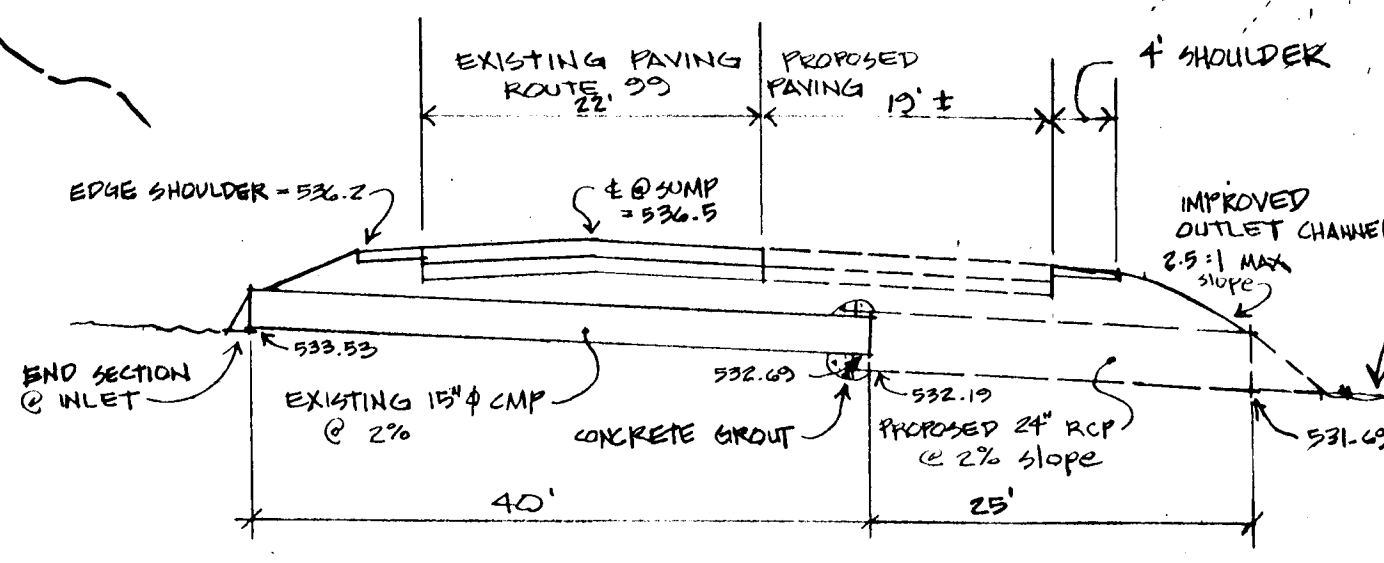 EXISTING PAVING
ROUTE 99
22'
PROPOSED
PAVING
19' ±
4' SHOULDER
EDGE SHOULDER = 536.2
℄ @ SUMP
= 536.5
IMPROVED
OUTLET CHANNEL
2.5:1 MAX
slope
533.53
END SECTION
@ INLET
EXISTING 15" ϕ CMP
@ 2%
532.69
CONCRETE GROUT
532.19
PROPOSED 24" RCP
@ 2% slope
531.69
40'
25'